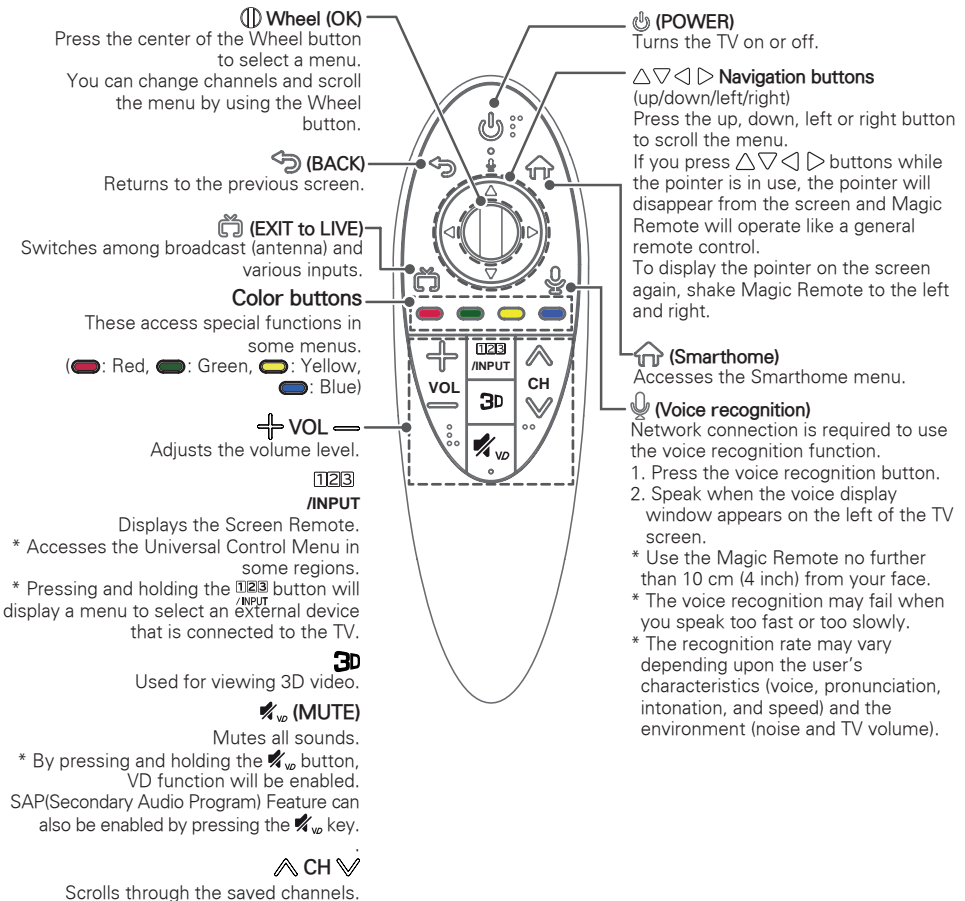 Wheel (OK)
Press the center of the Wheel button
to select a menu.
You can change channels and scroll
the menu by using the Wheel
button.
(BACK)
Returns to the previous screen.
(EXIT to LIVE)
Switches among broadcast (antenna) and
various inputs.
Color buttons
These access special functions in
some menus.
( : Red, : Green, : Yellow,
: Blue)
+ VOL —
Adjusts the volume level.
123
/INPUT
Displays the Screen Remote.
* Accesses the Universal Control Menu in
some regions.
* Pressing and holding the 123 /INPUT button will
display a menu to select an external device
that is connected to the TV.
3D
Used for viewing 3D video.
VD (MUTE)
Mutes all sounds.
* By pressing and holding the VD button,
VD function will be enabled.
SAP(Secondary Audio Program) Feature can
also be enabled by pressing the VD key.
.
CH
Scrolls through the saved channels.
VOL
123
/INPUT
3D
VD
CH
(POWER)
Turns the TV on or off.
△▽◁▷ Navigation buttons
(up/down/left/right)
Press the up, down, left or right button
to scroll the menu.
If you press △▽◁▷ buttons while
the pointer is in use, the pointer will
disappear from the screen and Magic
Remote will operate like a general
remote control.
To display the pointer on the screen
again, shake Magic Remote to the left
and right.
(Smarthome)
Accesses the Smarthome menu.
(Voice recognition)
Network connection is required to use
the voice recognition function.
1. Press the voice recognition button.
2. Speak when the voice display
window appears on the left of the TV
screen.
* Use the Magic Remote no further
than 10 cm (4 inch) from your face.
* The voice recognition may fail when
you speak too fast or too slowly.
* The recognition rate may vary
depending upon the user's
characteristics (voice, pronunciation,
intonation, and speed) and the
environment (noise and TV volume).